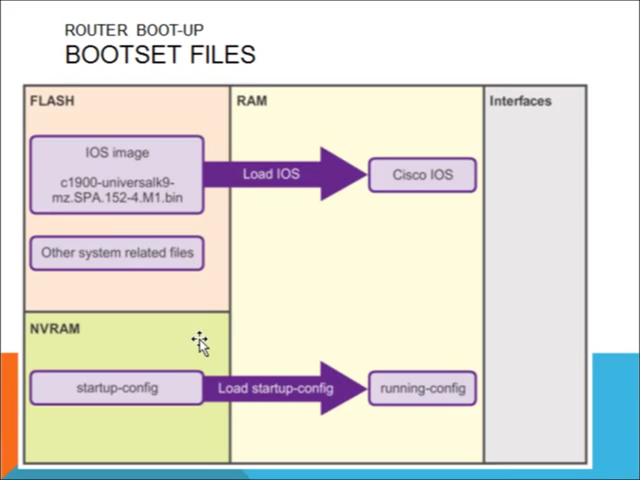 ROUTER BOOT-UP
BOOTSET FILES
FLASH
RAM
Interfaces
IOS image
c1900-universalk9-
mz.SPA.152-4.M1.bin
Load IOS
Cisco IOS
Other system related files
NVRAM
startup-config
Load startup-config
running-config